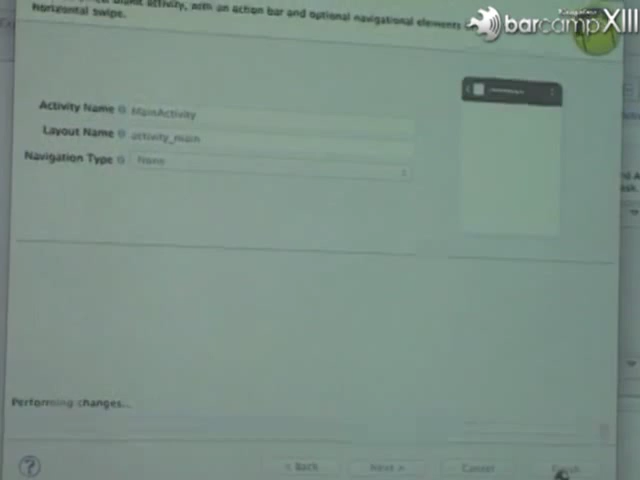 blank activity, with an action bar and optional navigational elements
horizontal swipe.
barcamp XIII
Activity Name MainActivity
Layout Name activity_main
Navigation Type None
Performing changes...
< Back Next > Cancel Finish